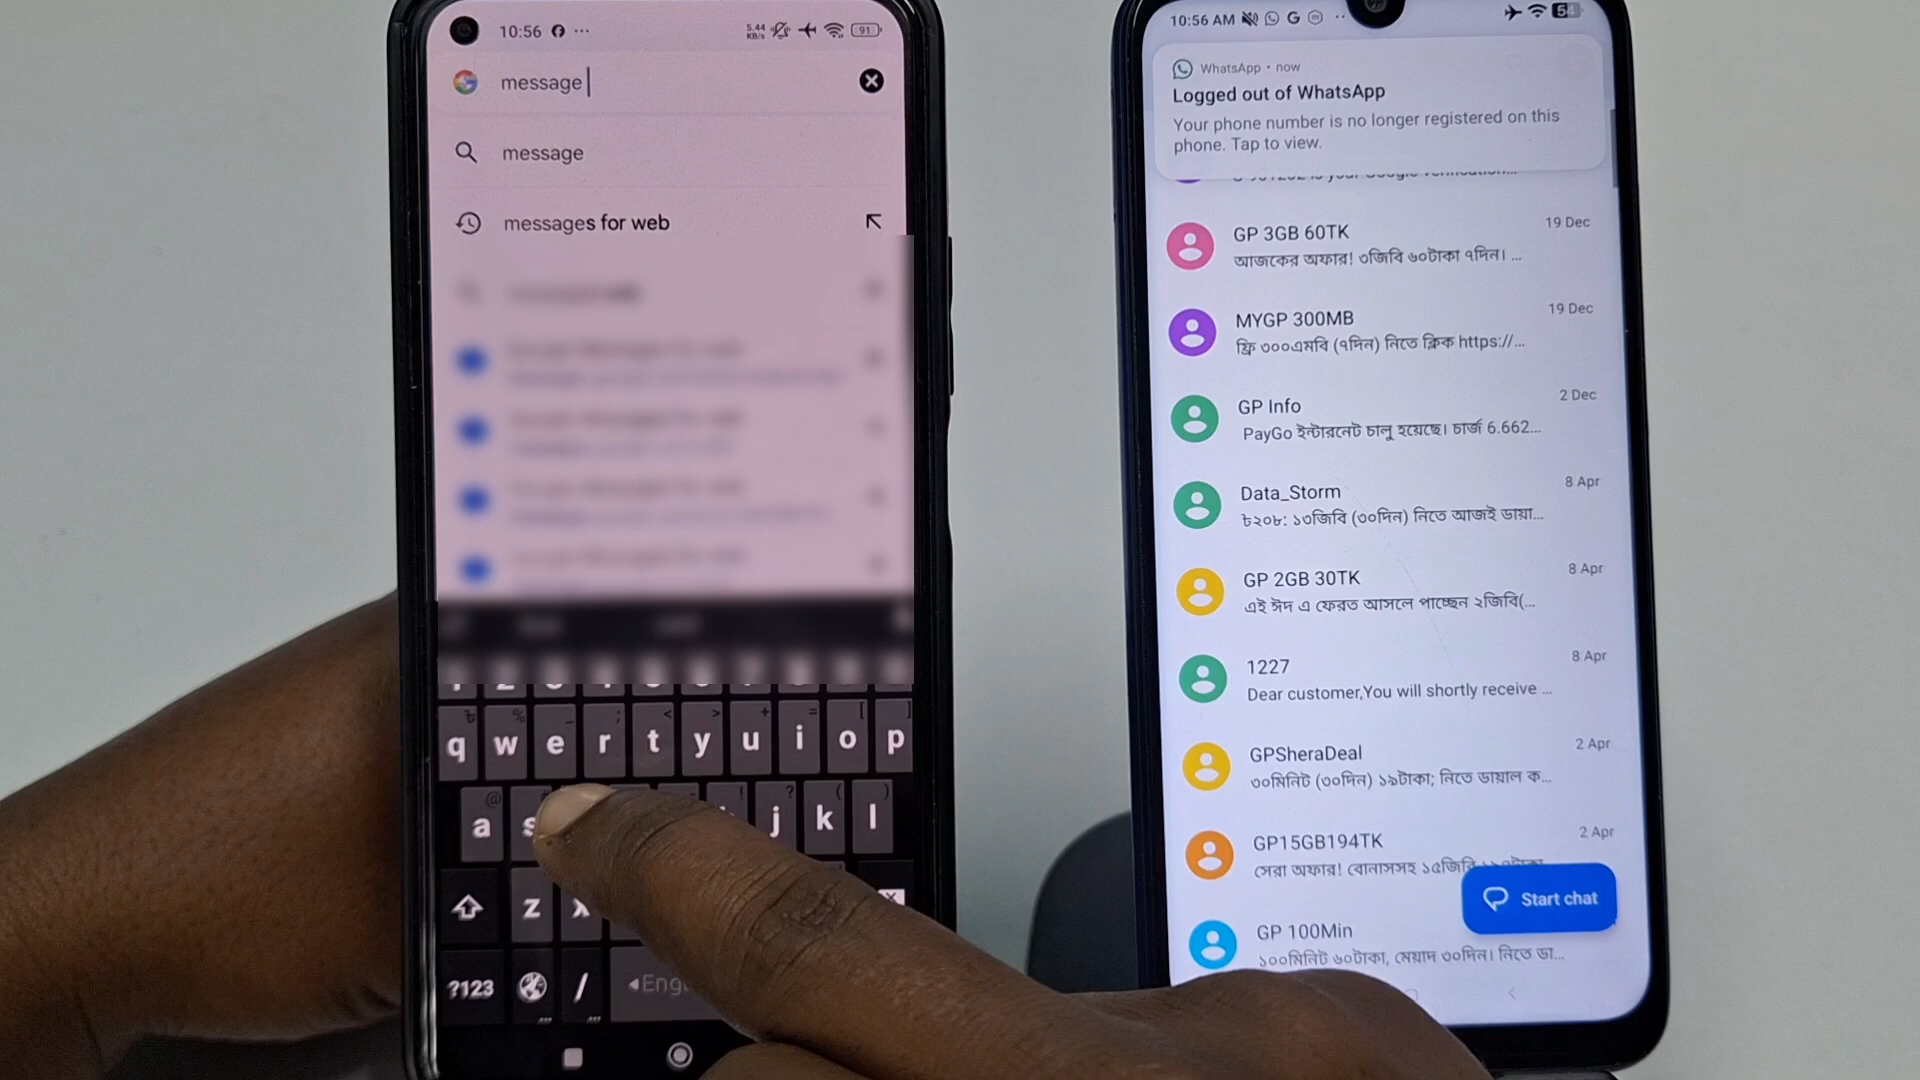 10:56
5.44
KB/s
91
message
message
messages for web
q w e r t y u i o p
a s j k l
z x
?123 /
10:56 AM
54
WhatsApp • now
Logged out of WhatsApp
Your phone number is no longer registered on this
phone. Tap to view.
GP 3GB 60TK
19 Dec
আজকের অফার! ৩জিবি ৬০টাকা ৭দিন। ...
MYGP 300MB
19 Dec
ফ্রি ৩০০এমবি (৭দিন) নিতে ক্লিক https://...
GP Info
2 Dec
PayGo ইন্টারনেট চালু হয়েছে। চার্জ 6.662...
Data_Storm
8 Apr
৳২০৮: ১৩জিবি (৩০দিন) নিতে আজই ডায়া...
GP 2GB 30TK
8 Apr
এই ঈদ এ ফেরত আসলে পাচ্ছেন ২জিবি(...
1227
8 Apr
Dear customer,You will shortly receive ...
GPSheraDeal
2 Apr
৩০মিনিট (৩০দিন) ১৯টাকা; নিতে ডায়াল ক...
GP15GB194TK
2 Apr
সেরা অফার! বোনাসসহ ১৫জিবি
Start chat
GP 100Min
১০০মিনিট ৬০টাকা, মেয়াদ ৩০দিন। নিতে ডা...